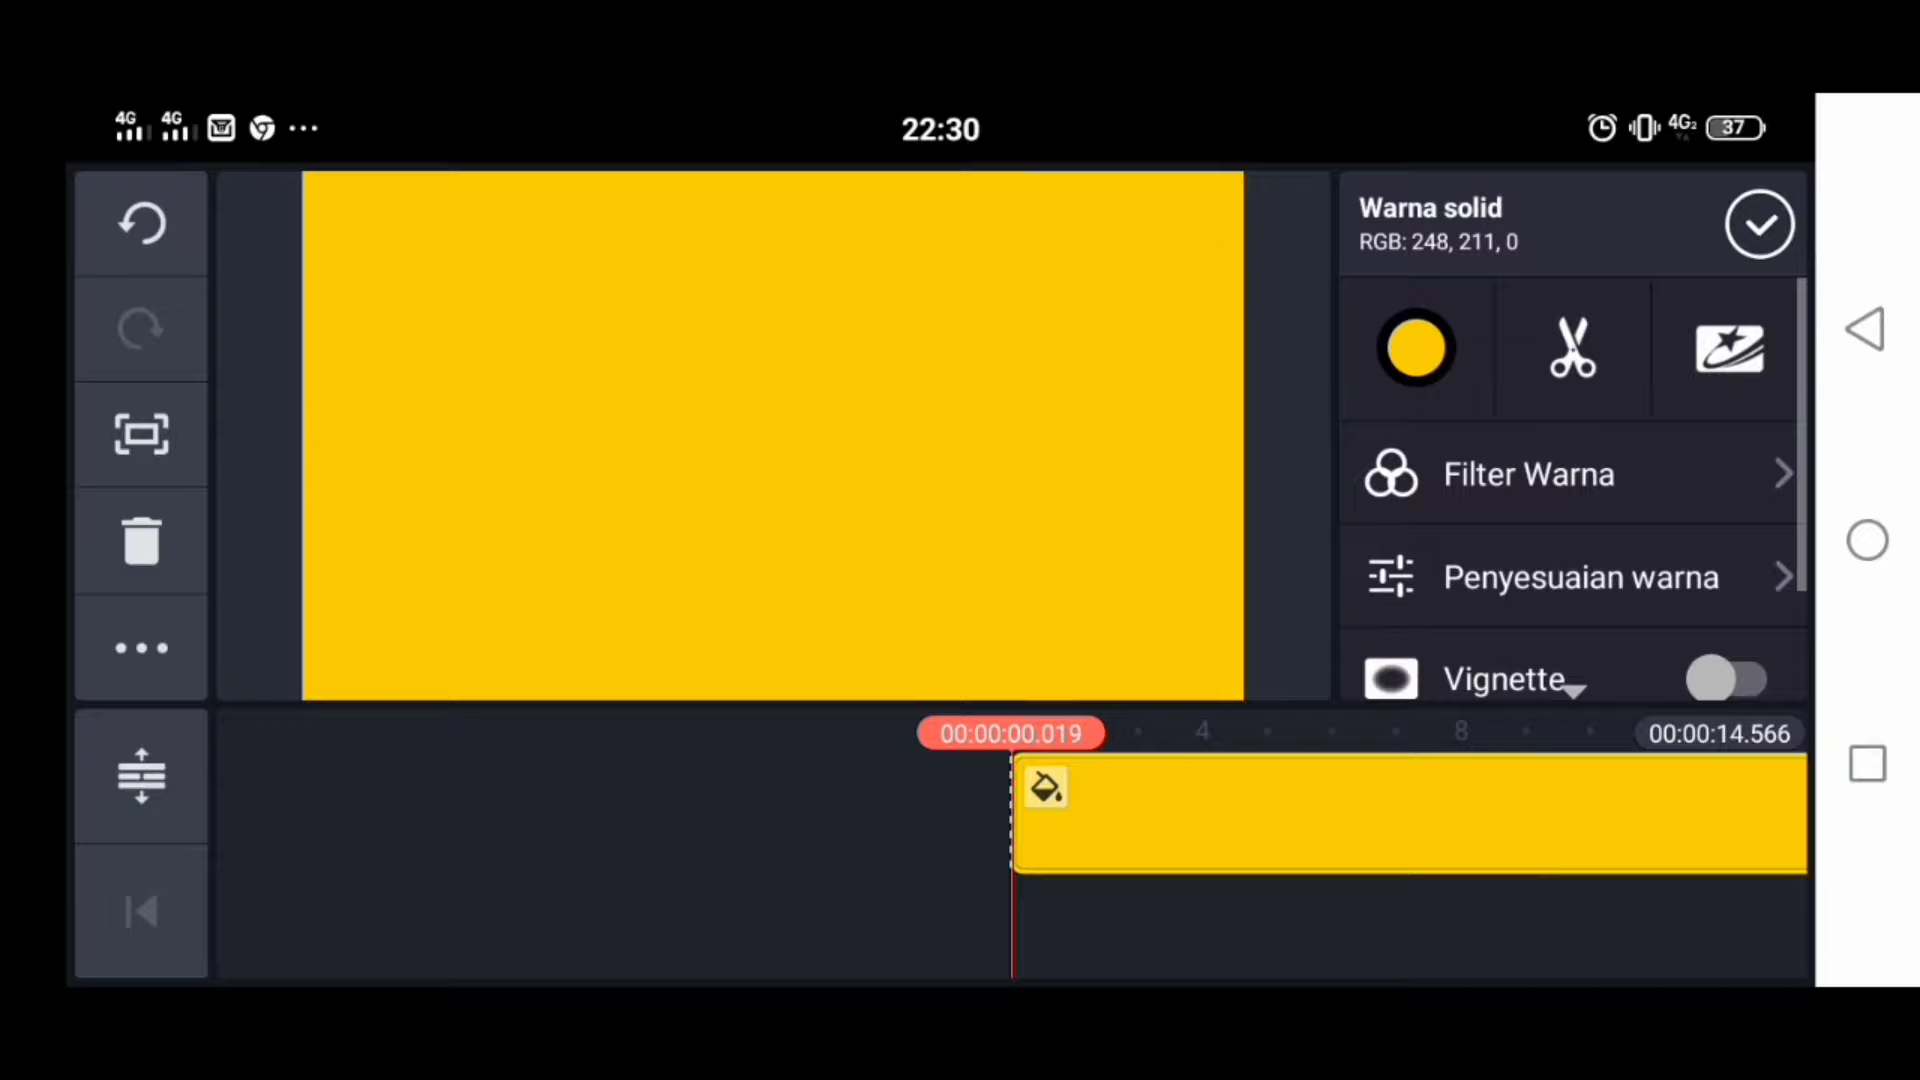 4G 4G 22:30 4G2 37
Warna solid
RGB: 248, 211, 0
Filter Warna
Penyesuaian warna
Vignette
00:00:00.019 4 8 00:00:14.566